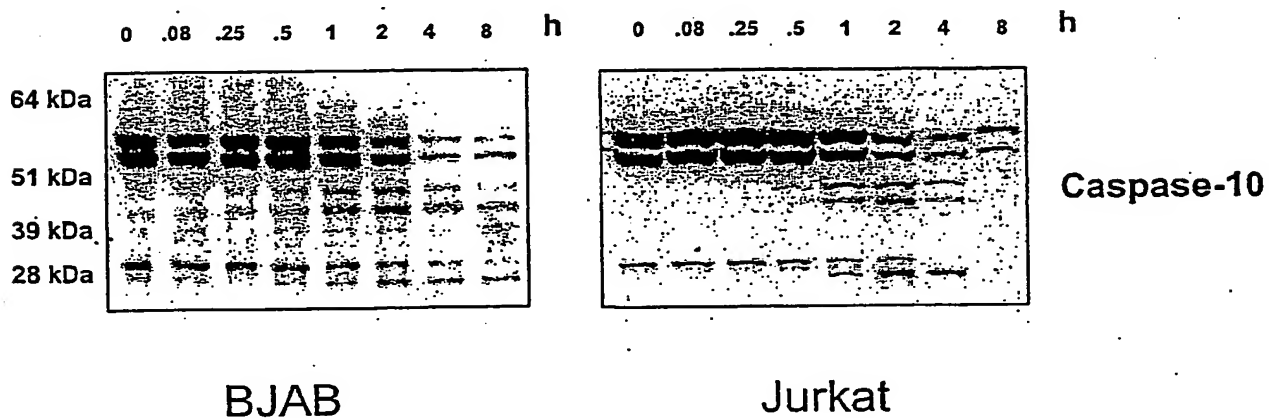 0 .08 .25 .5 1 2 4 8 h
0 .08 .25 .5 1 2 4 8 h
64 kDa
51 kDa
39 kDa
28 kDa
Caspase-10
BJAB
Jurkat